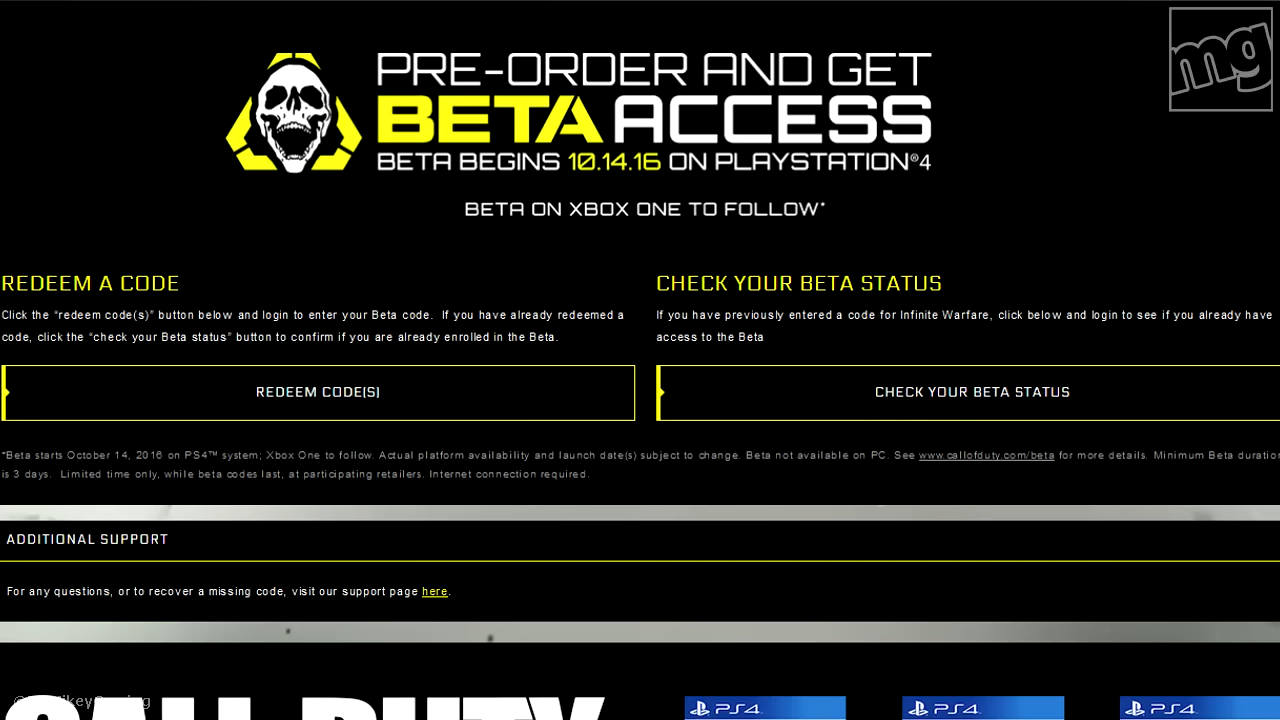 mg
PRE-ORDER AND GET
BETA ACCESS
BETA BEGINS 10.14.16 ON PLAYSTATION®4
BETA ON XBOX ONE TO FOLLOW*
REDEEM A CODE
Click the “redeem code(s)” button below and login to enter your Beta code. If you have already redeemed a
code, click the “check your Beta status” button to confirm if you are already enrolled in the Beta.
REDEEM CODE(S)
CHECK YOUR BETA STATUS
If you have previously entered a code for Infinite Warfare, click below and login to see if you already have
access to the Beta
CHECK YOUR BETA STATUS
*Beta starts October 14, 2016 on PS4™ system; Xbox One to follow. Actual platform availability and launch date(s) subject to change. Beta not available on PC. See www.callofduty.com/beta for more details. Minimum Beta duration
is 3 days. Limited time only, while beta codes last, at participating retailers. Internet connection required.
ADDITIONAL SUPPORT
For any questions, or to recover a missing code, visit our support page here.
CALL DUTY
PS4 PS4 PS4